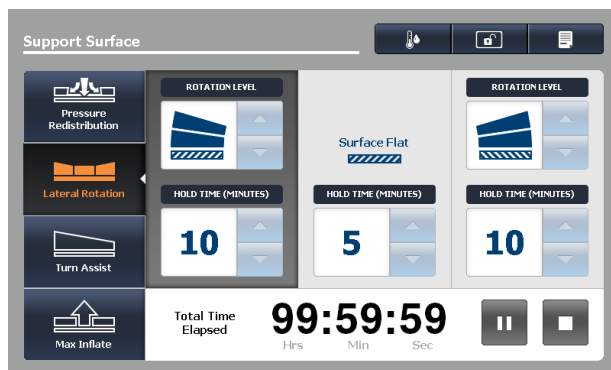 Support Surface
Pressure
Redistribution
Lateral Rotation
Turn Assist
Max Inflate
ROTATION LEVEL
HOLD TIME (MINUTES)
10
Surface Flat
HOLD TIME (MINUTES)
5
ROTATION LEVEL
HOLD TIME (MINUTES)
10
Total Time
Elapsed
99:59:59
Hrs Min Sec